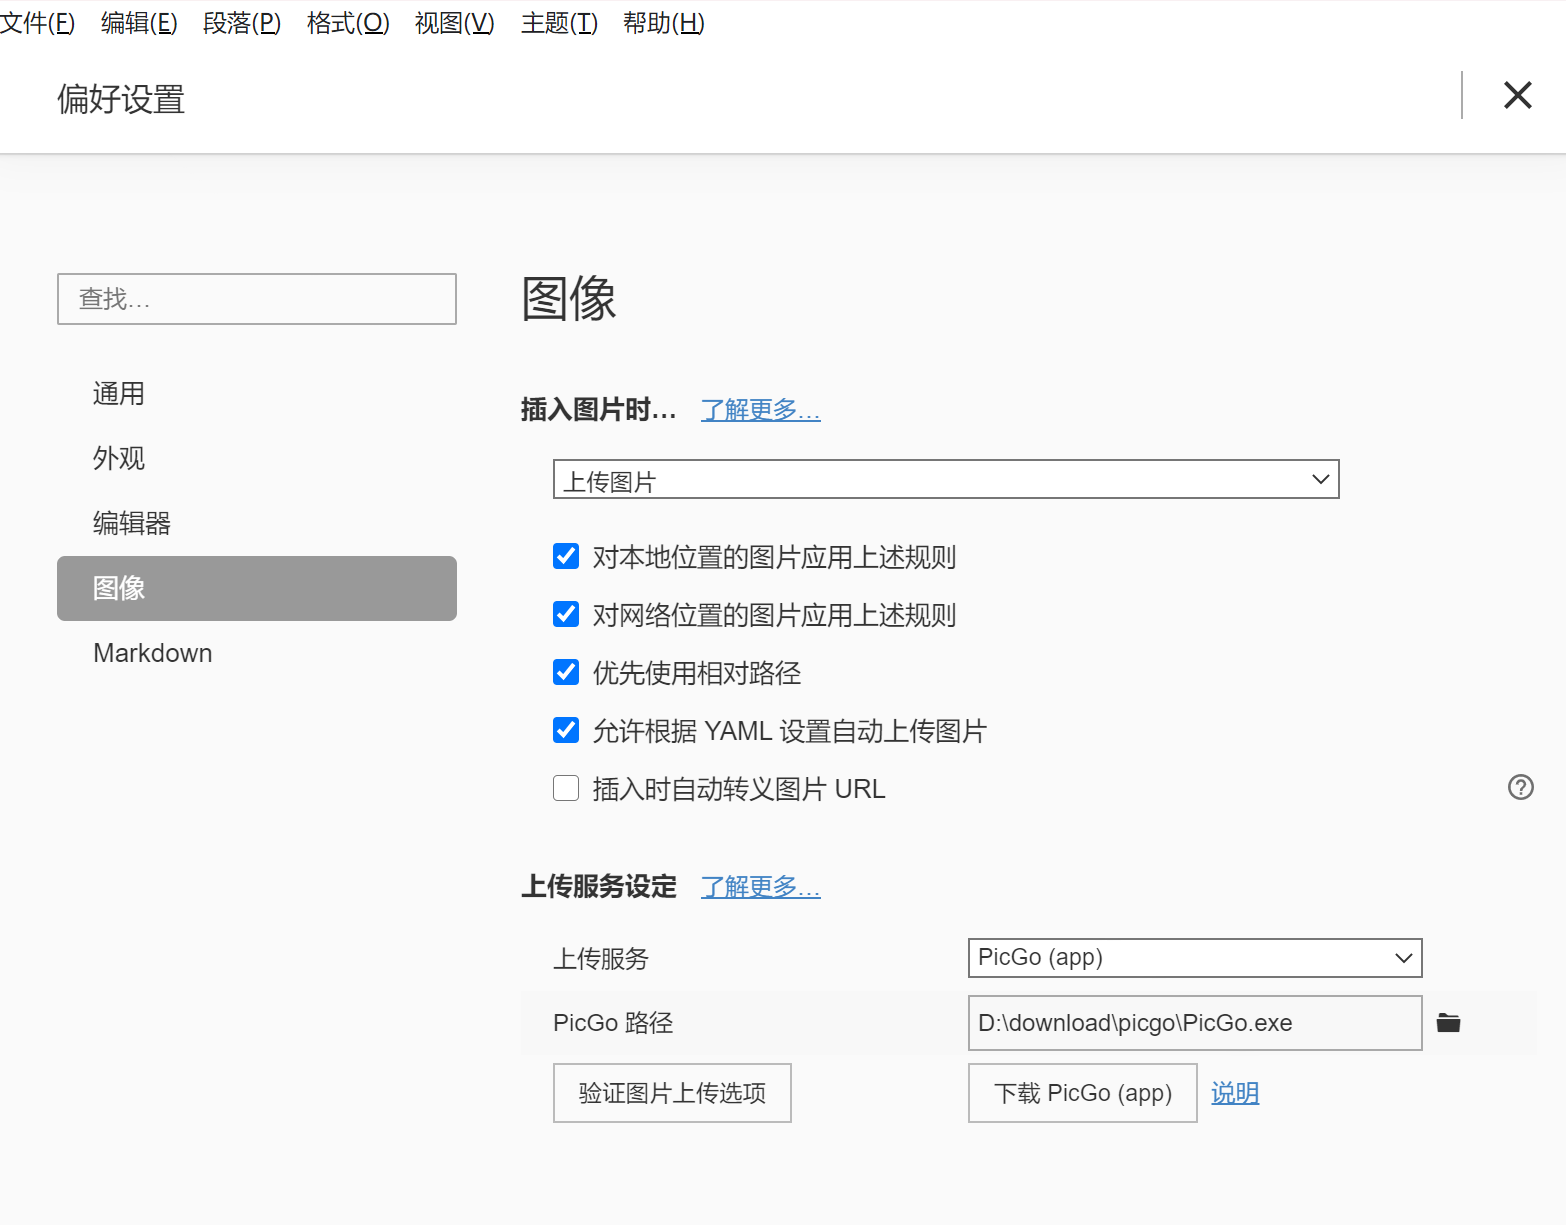 文件(F) 编辑(E) 段落(P) 格式(O) 视图(V) 主题(T) 帮助(H)
偏好设置
查找...
通用
外观
编辑器
图像
Markdown
图像
插入图片时... 了解更多...
上传图片
对本地位置的图片应用上述规则
对网络位置的图片应用上述规则
优先使用相对路径
允许根据 YAML 设置自动上传图片
插入时自动转义图片 URL
上传服务设定 了解更多...
上传服务 PicGo (app)
PicGo 路径 D:\download\picgo\PicGo.exe
验证图片上传选项 下载 PicGo (app) 说明